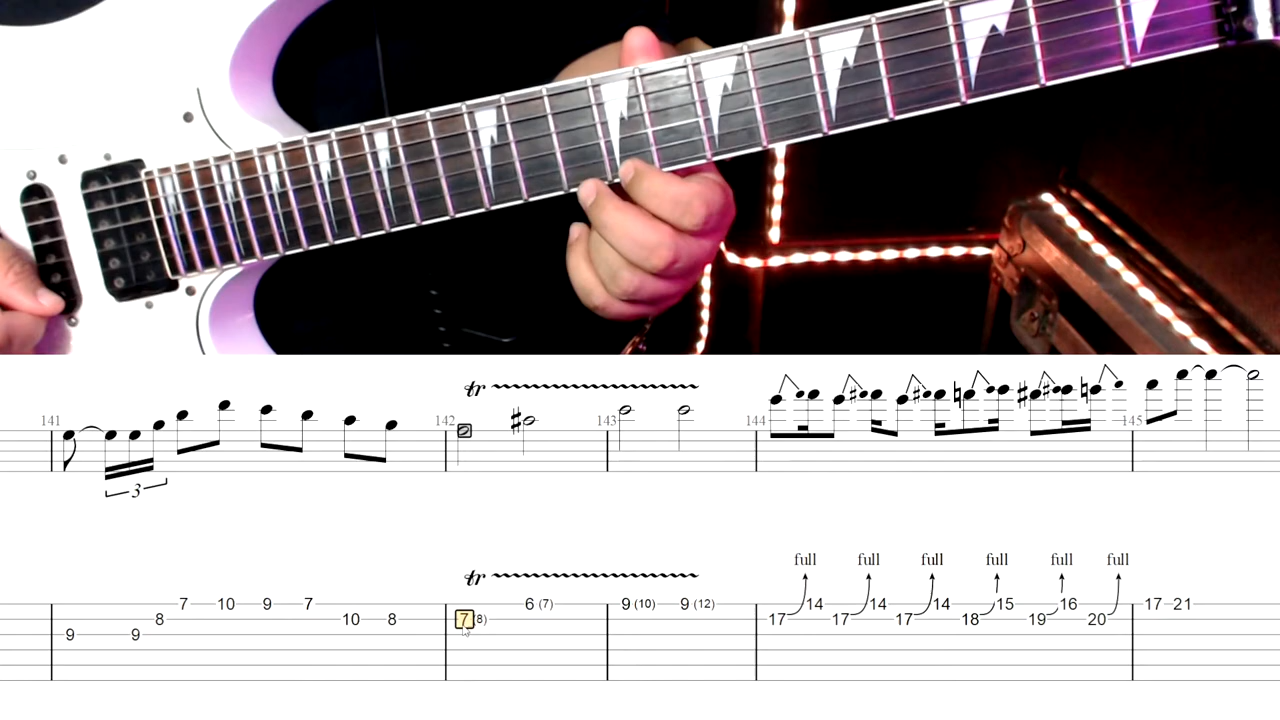 tr
141 142 143 144 145
3
full full full full full full
tr
7 10 9 7 6 (7) 9 (10) 9 (12) 14 14 14 15 16 17 21
8 10 8 7 (8) 17 17 17 18 19 20
9 9